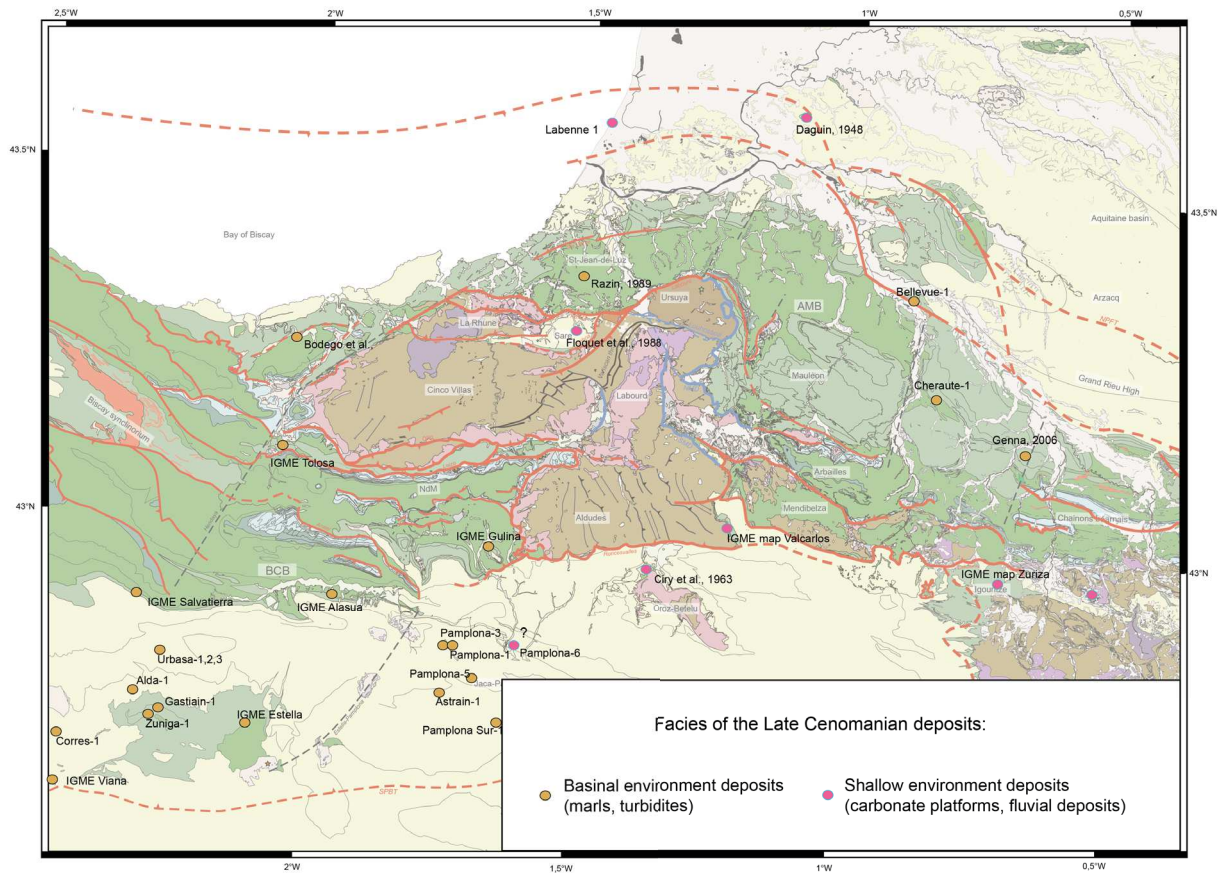 2,5°W
2°W
1,5°W
1°W
0,5°W
Labenne 1
Daguin, 1948
43.5°N
43.5°N
Aquitaine basin
Bay of Biscay
St-Jean-de-Luz
Razin, 1989
Ursuya
Bellevue-1
Arzacq
AMB
NPFT
La Rhune
Bodego et al.
Floquet et al., 1988
Mauléon
Grand Rieu High
Cinco Villas
Cheraute-1
Labourd
Biscay synclinorium
Genna, 2006
IGME Tolosa
Arbailles
NdM
Mendibelza
Aldudes
IGME Gulina
IGME map Valcarlos
43°N
43°N
BCB
Ciry et al., 1963
IGME map Zuriza
Igountze
IGME Salvatierra
IGME Alasua
Oroz-Betelu
Pamplona-3
?
Urbasa-1,2,3
Pamplona-1
Pamplona-6
Alda-1
Pamplona-5
Gastiain-1
Astrain-1
Zuniga-1
IGME Estella
Pamplona Sur-1
Corres-1
IGME Viana
SPFT
Facies of the Late Cenomanian deposits:
Basinal environment deposits
(marls, turbidites)
Shallow environment deposits
(carbonate platforms, fluvial deposits)
2°W
1,5°W
1°W
0,5°W